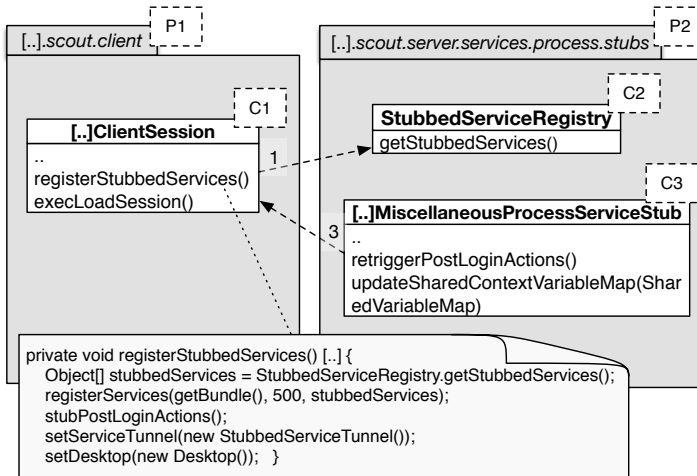 [..].scout.client
P1
[..].scout.server.services.process.stubs
P2
C1
[..]ClientSession
..
registerStubbedServices()
execLoadSession()
1
C2
StubbedServiceRegistry
getStubbedServices()
C3
3
[..]MiscellaneousProcessServiceStub
..
retriggerPostLoginActions()
updateSharedContextVariableMap(Shar
edVariableMap)
private void registerStubbedServices() [..] {
Object[] stubbedServices = StubbedServiceRegistry.getStubbedServices();
registerServices(getBundle(), 500, stubbedServices);
stubPostLoginActions();
setServiceTunnel(new StubbedServiceTunnel());
setDesktop(new Desktop()); }